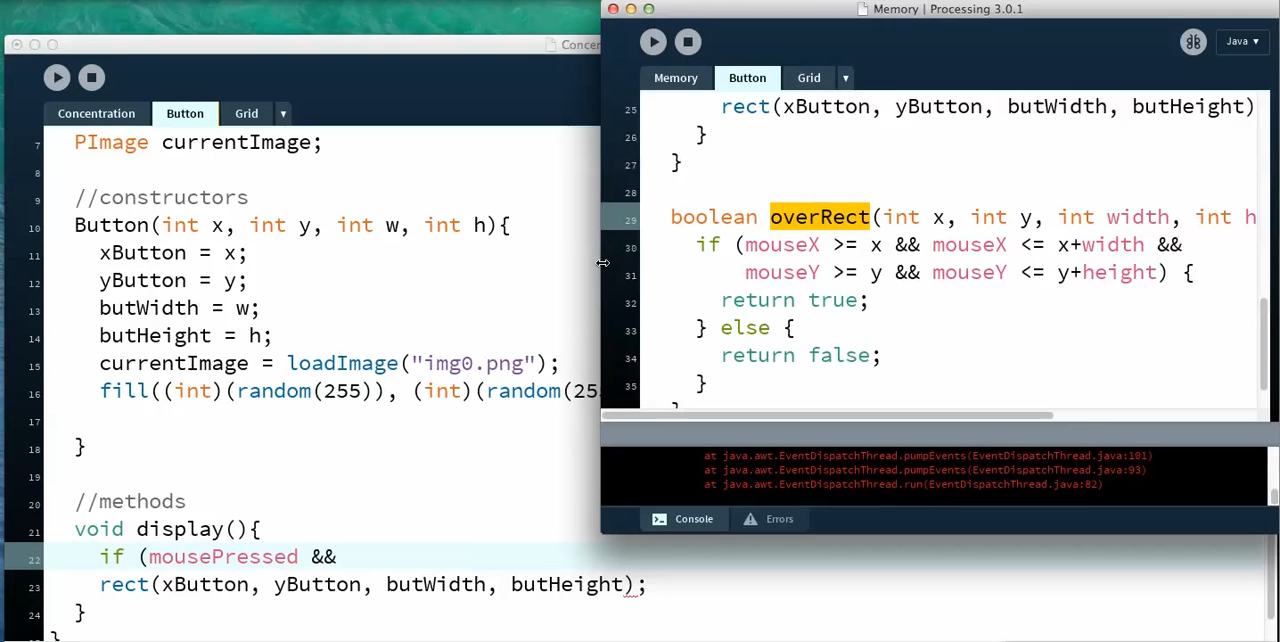 Memory | Processing 3.0.1
Java ▾
Memory Button Grid ▾
25 rect(xButton, yButton, butWidth, butHeight)
26 }
27 }
28
29 boolean overRect(int x, int y, int width, int h
30 if (mouseX >= x && mouseX <= x+width &&
31 mouseY >= y && mouseY <= y+height) {
32 return true;
33 } else {
34 return false;
35 }
at java.awt.EventDispatchThread.pumpEvents(EventDispatchThread.java:101)
at java.awt.EventDispatchThread.pumpEvents(EventDispatchThread.java:93)
at java.awt.EventDispatchThread.run(EventDispatchThread.java:82)
Console Errors
Concen
Concentration Button Grid ▾
7 PImage currentImage;
8
9 //constructors
10 Button(int x, int y, int w, int h){
11 xButton = x;
12 yButton = y;
13 butWidth = w;
14 butHeight = h;
15 currentImage = loadImage("img0.png");
16 fill((int)(random(255)), (int)(random(25
17
18 }
19
20 //methods
21 void display(){
22 if (mousePressed &&
23 rect(xButton, yButton, butWidth, butHeight);
24 }
}